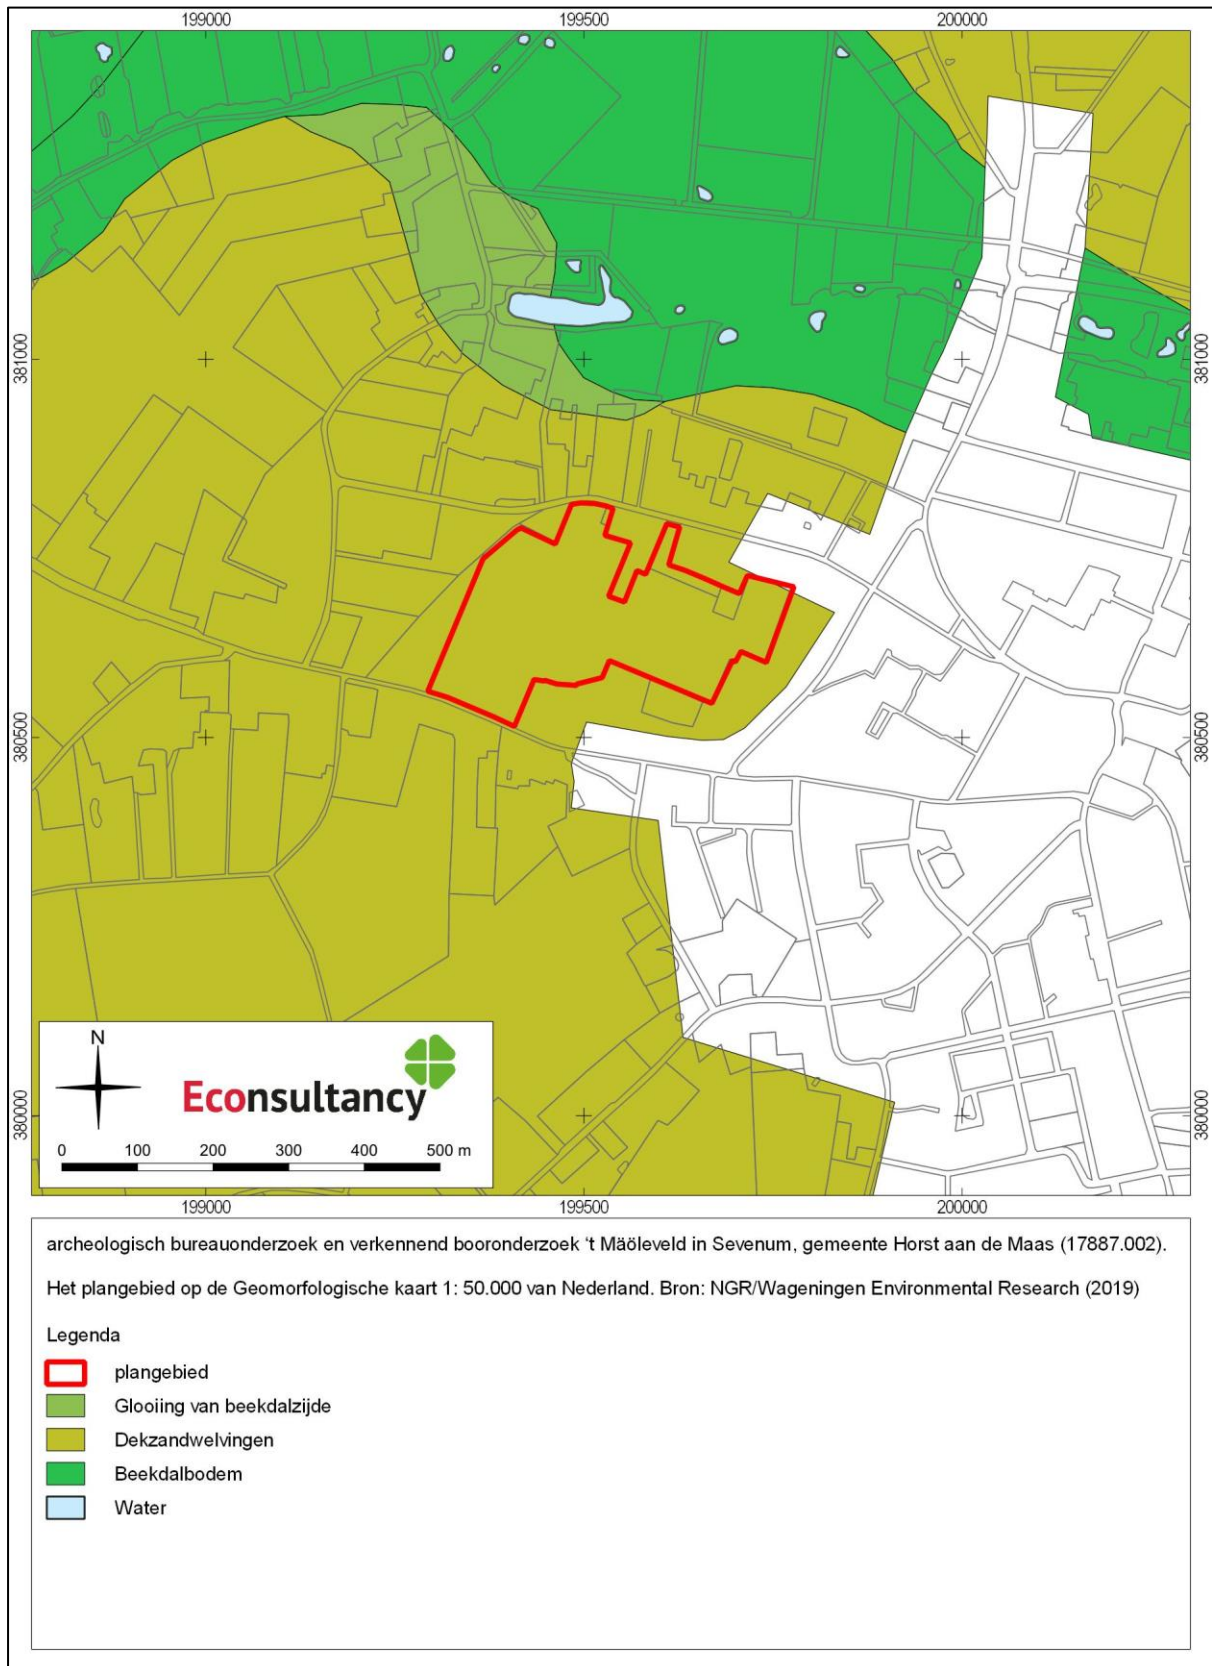 199000 199500 200000
381000 381000
380500 380500
N
Econsultancy
380000 380000
0 100 200 300 400 500 m
199000 199500 200000
archeologisch bureauonderzoek en verkennend booronderzoek ‘t Mäöleveld in Sevenum, gemeente Horst aan de Maas (17887.002).
Het plangebied op de Geomorfologische kaart 1: 50.000 van Nederland. Bron: NGR/Wageningen Environmental Research (2019)
Legenda
plangebied
Glooiing van beekdalzijde
Dekzandwelvingen
Beekdalbodem
Water